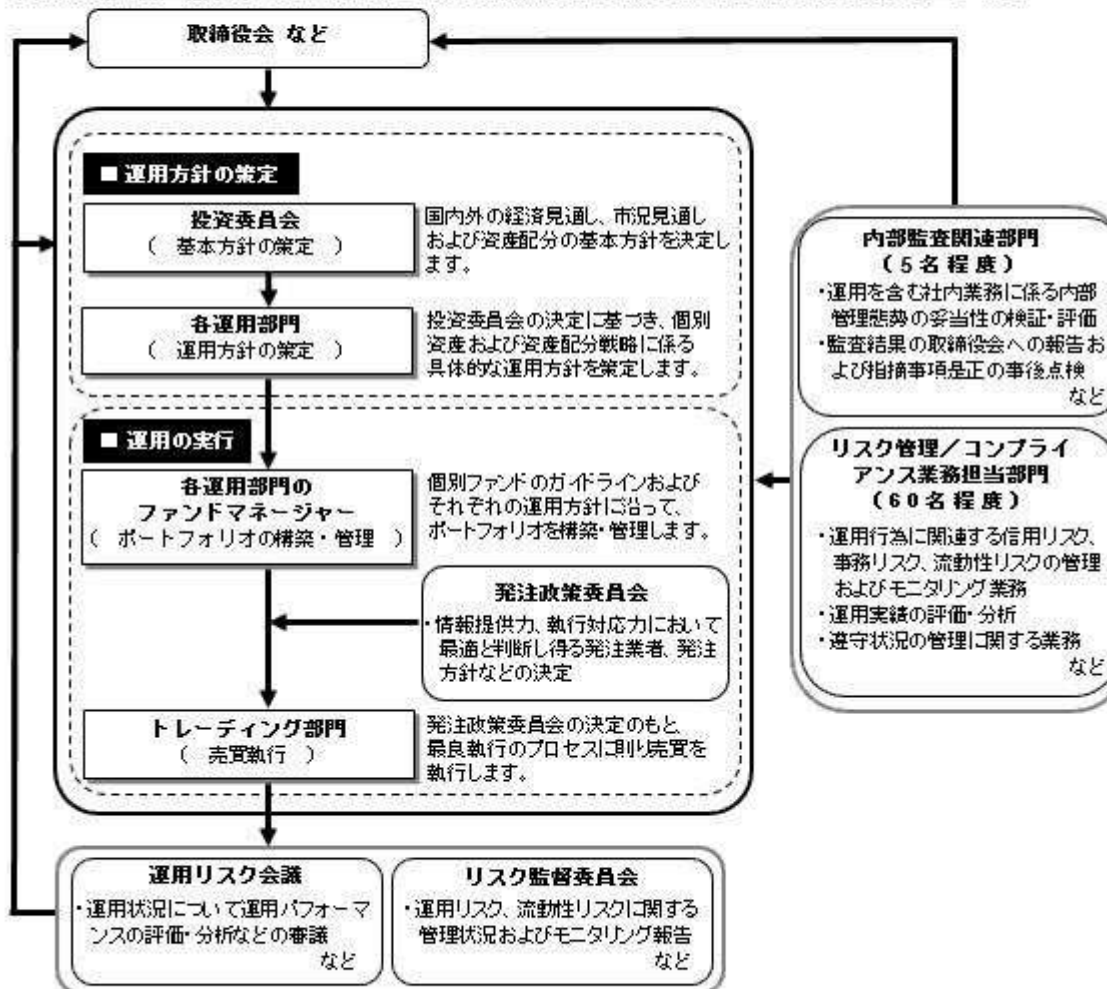 取締役会 など
■ 運用方針の策定
投資委員会
( 基本方針の策定 )
国内外の経済見通し、市況見通し
および資産配分の基本方針を決定し
ます。
各運用部門
( 運用方針の策定 )
投資委員会の決定に基づき、個別
資産および資産配分戦略に係る
具体的な運用方針を策定します。
■ 運用の実行
各運用部門の
ファンドマネージャー
( ポートフォリオの構築・管理 )
個別ファンドのガイドラインおよび
それぞれの運用方針に沿って、
ポートフォリオを構築・管理します。
発注政策委員会
・情報提供力、執行対応力において
最適と判断し得る発注業者、発注
方針などの決定
トレーディング部門
( 売買執行 )
発注政策委員会の決定のもと、
最良執行のプロセスに則り売買を
執行します。
内部監査関連部門
(5名程度)
・運用を含む社内業務に係る内部
管理態勢の妥当性の検証・評価
・監査結果の取締役会への報告お
よび指摘事項是正の事後点検
など
リスク管理/コンプライ
アンス業務担当部門
(60名程度)
・運用行為に関連する信用リスク、
事務リスク、流動性リスクの管理
およびモニタリング業務
・運用実績の評価・分析
・遵守状況の管理に関する業務
など
運用リスク会議
・運用状況について運用パフォーマ
ンスの評価・分析などの審議
など
リスク監督委員会
・運用リスク、流動性リスクに関する
管理状況およびモニタリング報告
など